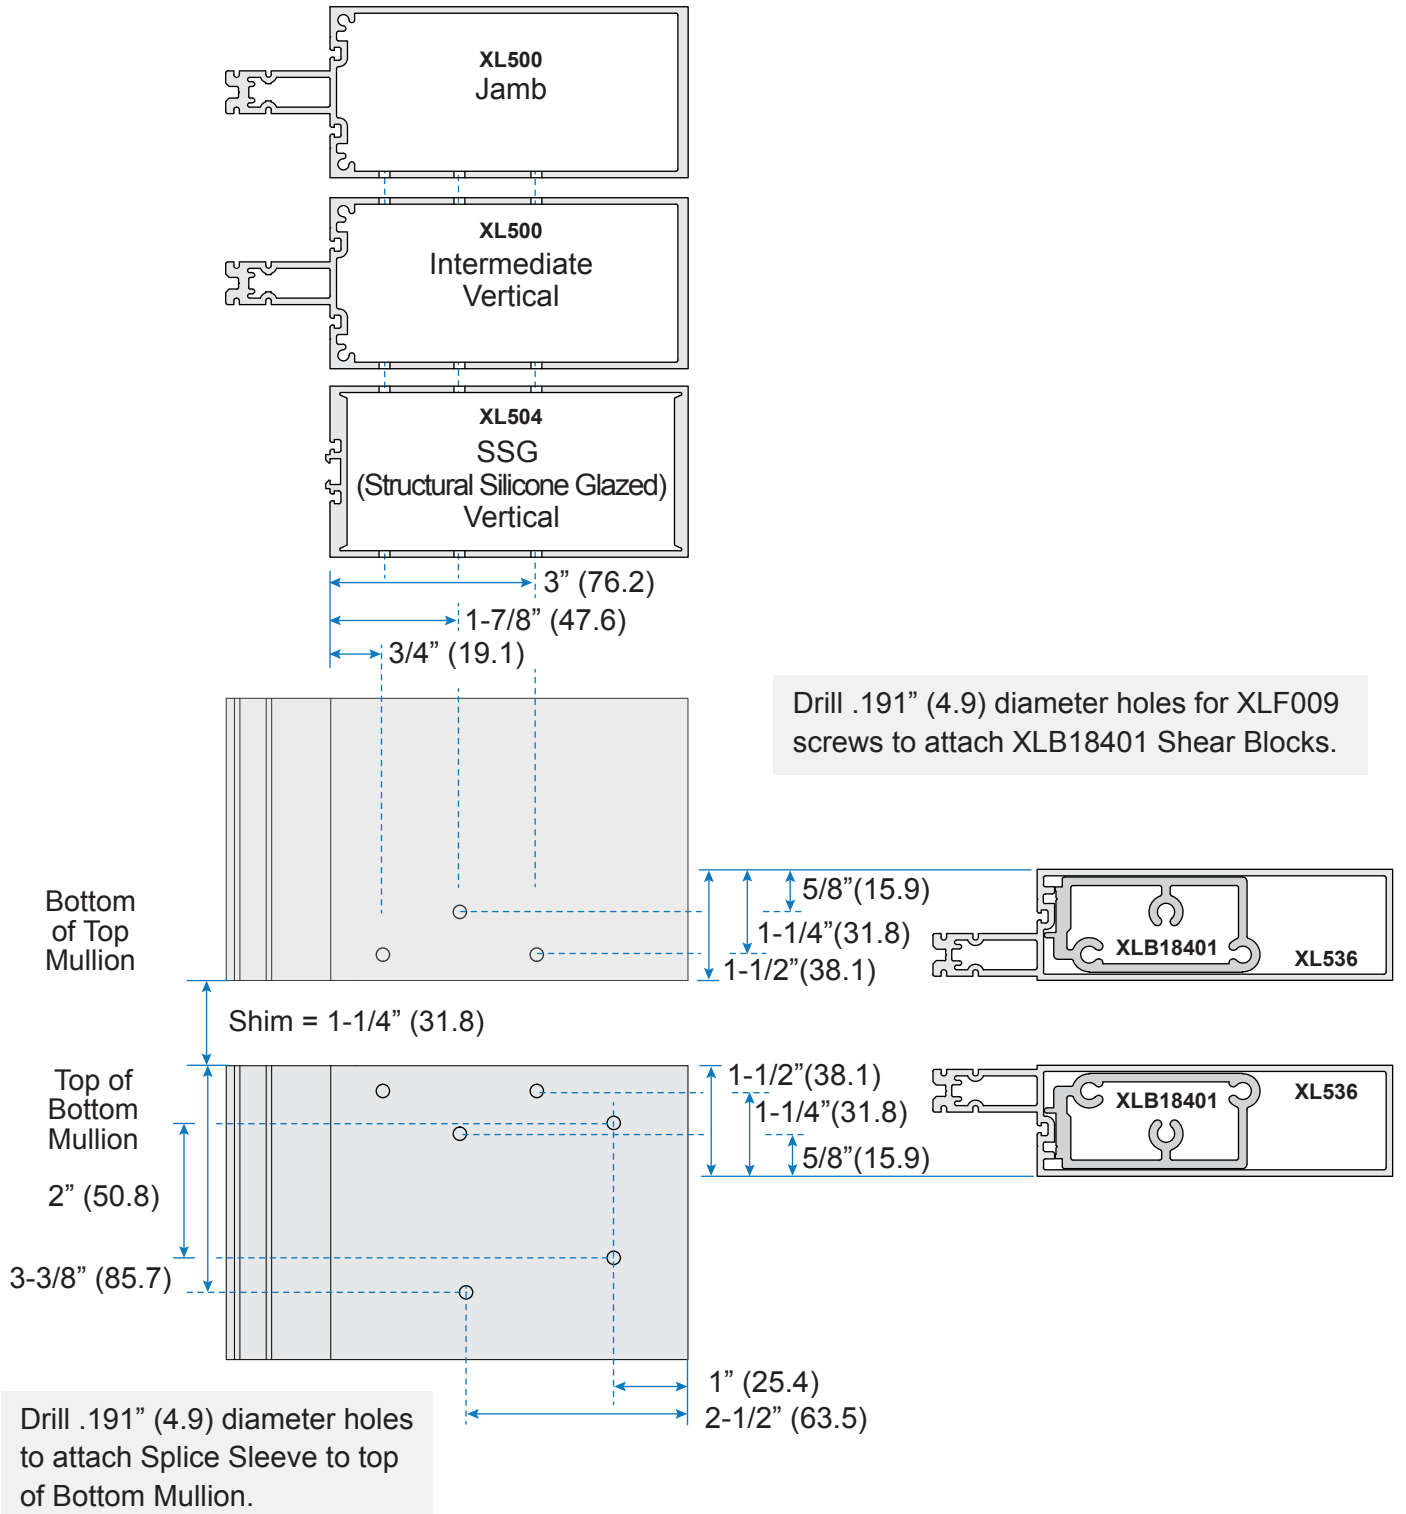 XL500
Jamb
XL500
Intermediate
Vertical
XL504
SSG
(Structural Silicone Glazed)
Vertical
3” (76.2)
1-7/8” (47.6)
3/4” (19.1)
Drill .191” (4.9) diameter holes for XLF009
screws to attach XLB18401 Shear Blocks.
Bottom
of Top
Mullion
5/8”(15.9)
1-1/4”(31.8)
1-1/2”(38.1)
XLB18401
XL536
Shim = 1-1/4” (31.8)
Top of
Bottom
Mullion
2” (50.8)
3-3/8” (85.7)
1-1/2”(38.1)
1-1/4”(31.8)
5/8”(15.9)
XLB18401
XL536
1” (25.4)
2-1/2” (63.5)
Drill .191” (4.9) diameter holes
to attach Splice Sleeve to top
of Bottom Mullion.